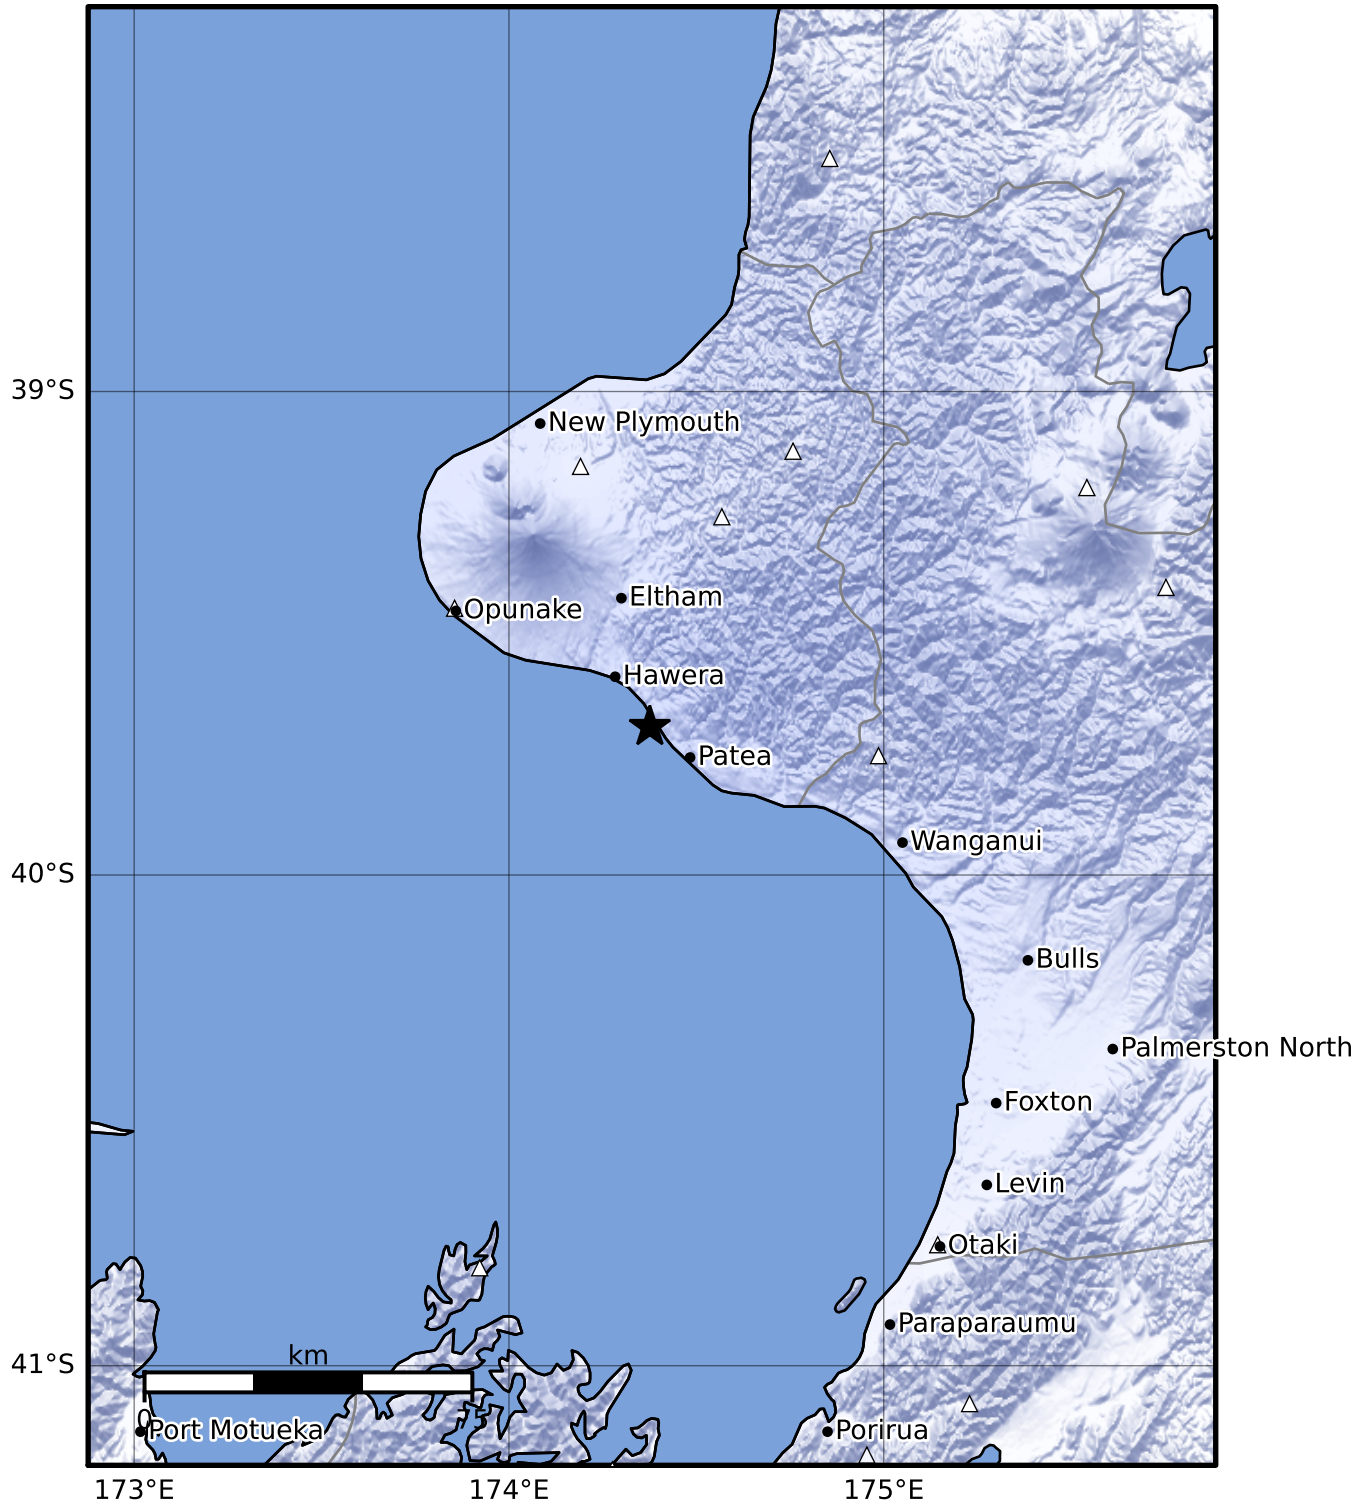 39°S
New Plymouth
Opunake
Eltham
Hawera
Patea
Wanganui
40°S
Bulls
Palmerston North
Foxton
Levin
Otaki
Paraparaumu
km
41°S
0
Port Motueka
Porirua
173°E
174°E
175°E